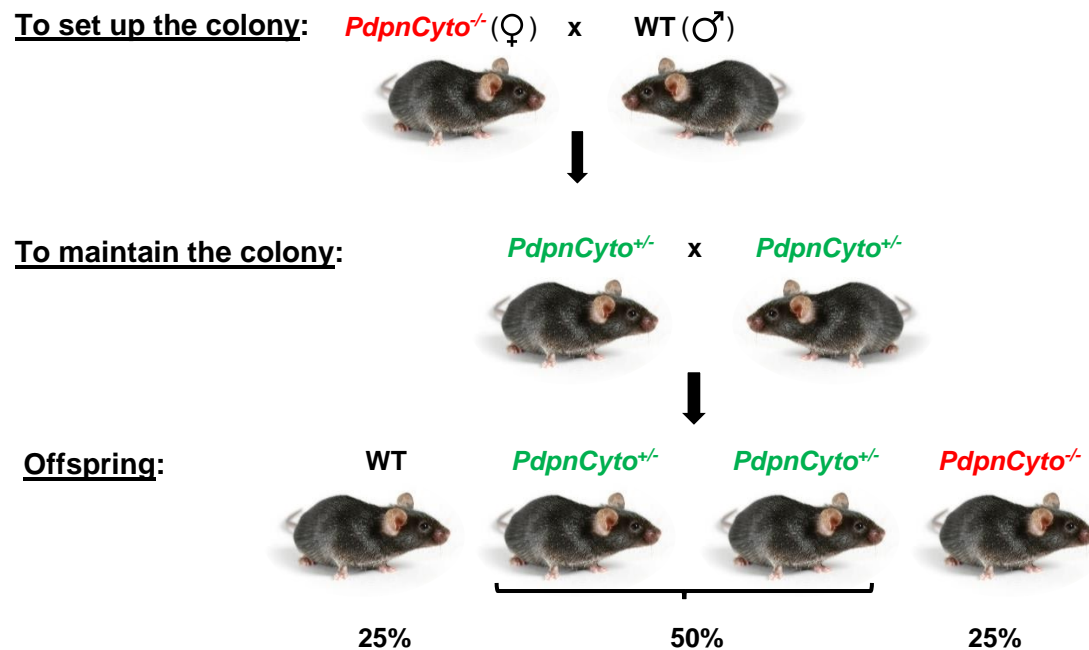 To set up the colony: PdpnCyto-/- (♀) x WT (♂)
To maintain the colony: PdpnCyto+/- x PdpnCyto+/-
Offspring: WT PdpnCyto+/- PdpnCyto+/- PdpnCyto-/-
25% 50% 25%